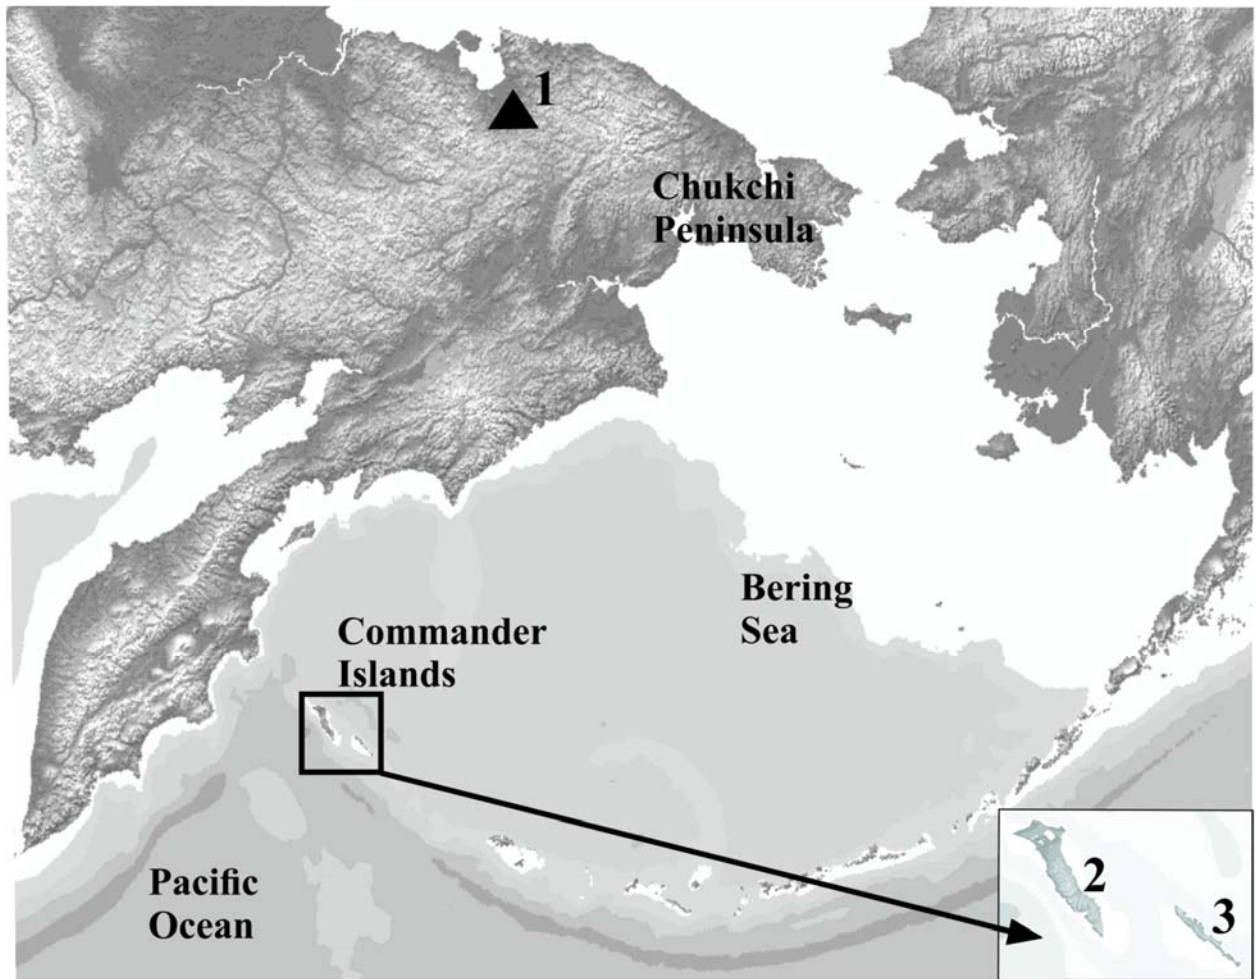 1
Chukchi
Peninsula
Bering
Sea
Commander
Islands
2
3
Pacific
Ocean